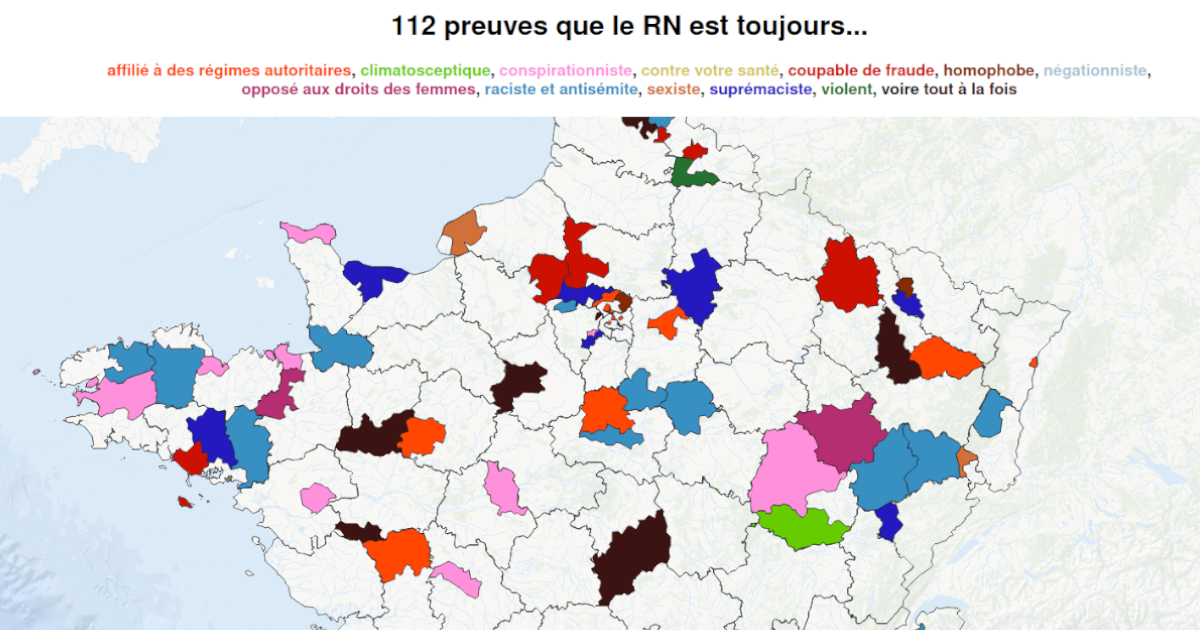 112 preuves que le RN est toujours...
affilié à des régimes autoritaires, climatosceptique, conspirationniste, contre votre santé, coupable de fraude, homophobe, négationniste,
opposé aux droits des femmes, raciste et antisémite, sexiste, suprémaciste, violent, voire tout à la fois